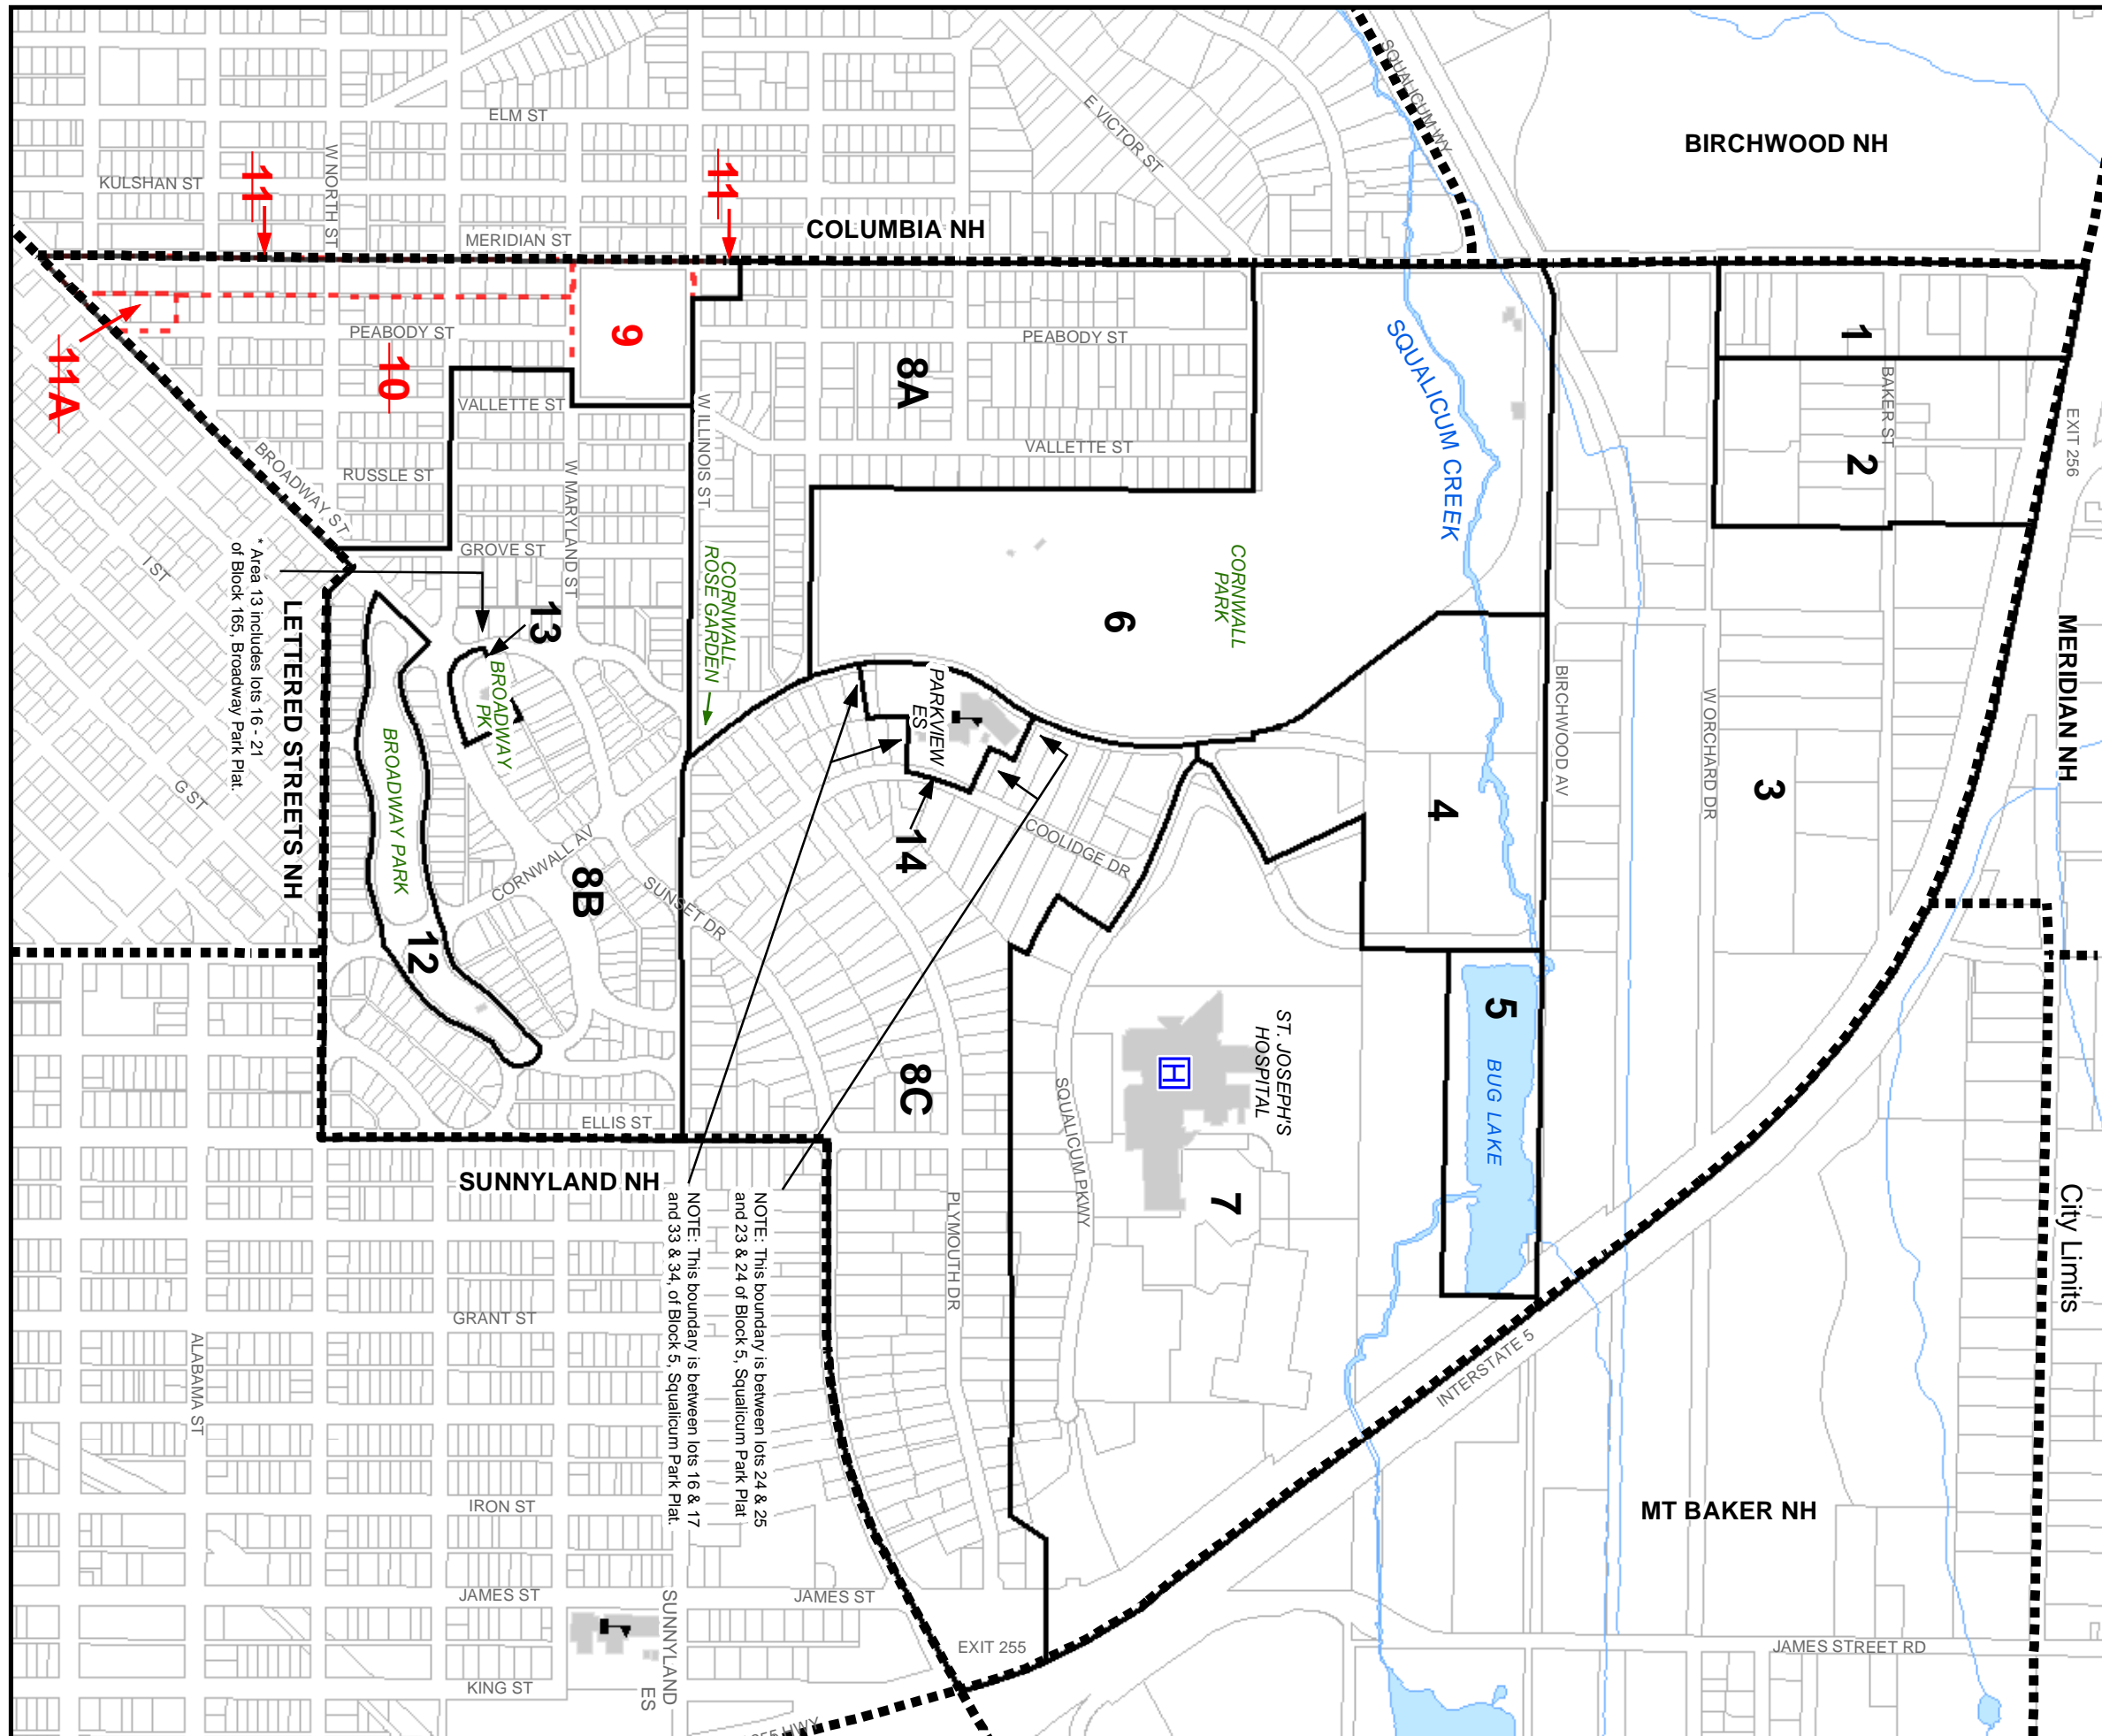 SQUALICUM WY
BIRCHWOOD NH
ELM ST
E VICTOR ST
KULSHAN ST
W NORTH ST
11
11
MERIDIAN ST
COLUMBIA NH
9
PEABODY ST
PEABODY ST
8A
SQUALICUM CREEK
1
BAKER ST
EXIT 256
11A
10
VALLETTE ST
W ILLINOIS ST
VALLETTE ST
2
BROADWAY ST
RUSSLE ST
W MARYLAND ST
GROVE ST
I ST
* Area 13 includes lots 16 - 21
of Block 165, Broadway Park Plat.
13
CORNWALL
ROSE GARDEN
6
CORNWALL
PARK
LETTERED STREETS NH
BROADWAY
PK
PARKVIEW
ES
BIRCHWOOD AV
W ORCHARD DR
3
MERIDIAN NH
G ST
BROADWAY PARK
CORNWALL AV
8B
SUNSET DR
14
COOLIDGE DR
4
12
5
BUG LAKE
ST. JOSEPH'S
HOSPITAL
H
8C
SQUALICUM PKWY
ELLIS ST
SUNNYLAND NH
NOTE: This boundary is between lots 24 & 25
and 23 & 24 of Block 5, Squalicum Park Plat
NOTE: This boundary is between lots 16 & 17
and 33 & 34, of Block 5, Squalicum Park Plat.
7
City Limits
PLYMOUTH DR
GRANT ST
ALABAMA ST
INTERSTATE 5
IRON ST
MT BAKER NH
JAMES ST
JAMES ST
SUNNYLAND
ES
EXIT 255
JAMES STREET RD
KING ST
HWY